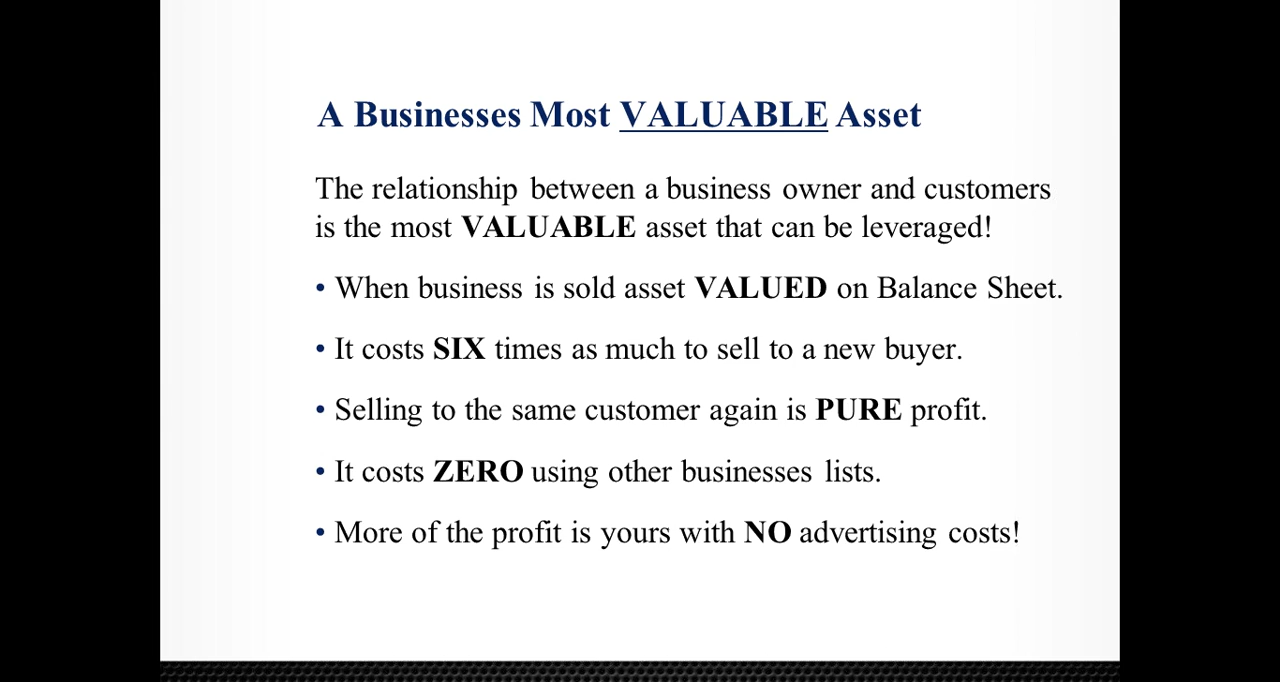 A Businesses Most VALUABLE Asset
The relationship between a business owner and customers
is the most VALUABLE asset that can be leveraged!
• When business is sold asset VALUED on Balance Sheet.
• It costs SIX times as much to sell to a new buyer.
• Selling to the same customer again is PURE profit.
• It costs ZERO using other businesses lists.
• More of the profit is yours with NO advertising costs!